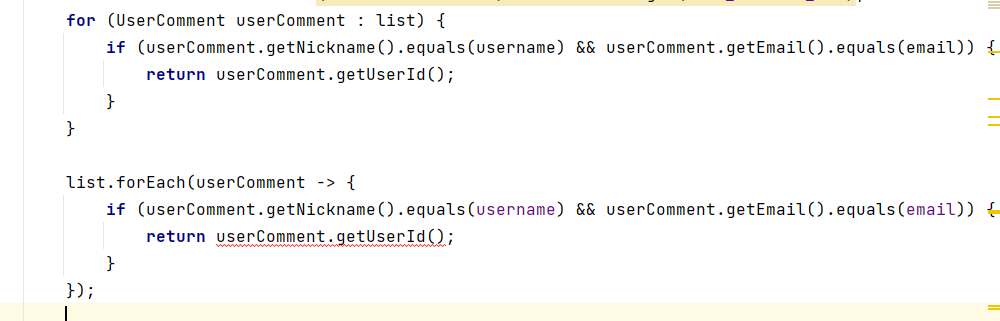 for (UserComment userComment : list) {
if (userComment.getNickname().equals(username) && userComment.getEmail().equals(email)) {
return userComment.getUserId();
}
}
list.forEach(userComment -> {
if (userComment.getNickname().equals(username) && userComment.getEmail().equals(email)) {
return userComment.getUserId();
}
});